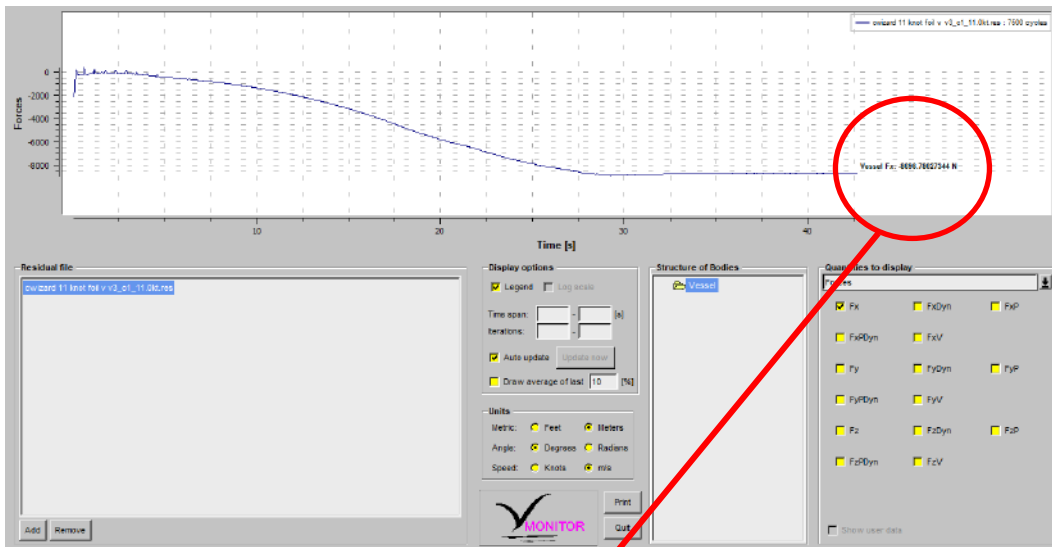 cwizard 11 knot foil v v3_c1_11.0kt.res : 7500 cycles
0
-2000
-4000
-6000
-8000
Forces
Vessel Fx: -8696.78627544 N
10
20
30
40
Time [s]
Residual file
cwizard 11 knot foil v v3_c1_11.0kt.res
Add
Remove
Display options
Legend
Log scale
Time span: - [s]
Iterations: -
Auto update
Update now
Draw average of last 10 [%]
Units
Metric: Feet Meters
Angle: Degrees Radians
Speed: Knots m/s
MONITOR
Print
Quit
Structure of Bodies
Vessel
Quantities to display
Forces
Fx FxDyn FxP
FxPDyn FxV
Fy FyDyn FyP
FyPDyn FyV
Fz FzDyn FzP
FzPDyn FzV
Show user data